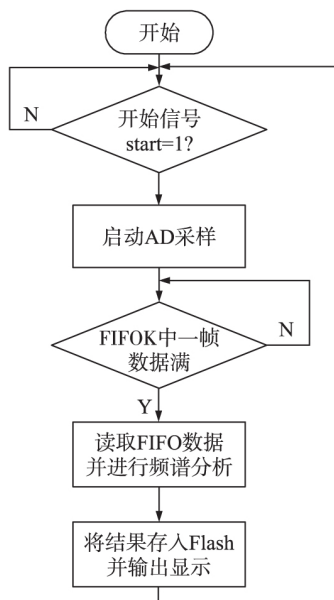 开始
N
开始信号
start=1?
启动AD采样
FIFOK中一帧
数据满
N
Y
读取FIFO数据
并进行频谱分析
将结果存入Flash
并输出显示